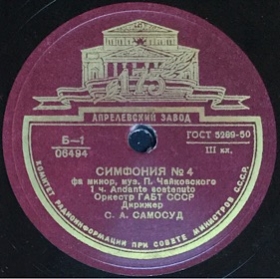 175
АПРЕЛЕВСКИЙ ЗАВОД
Б—1
06494
ГОСТ 5289-50
III кл.
СИМФОНИЯ № 4
фа минор, муз. П. Чайковского
1 ч. Andante sostenuto
Оркестр ГАБТ СССР
Дирижер
С. А. САМОСУД
КОМИТЕТ РАДИОИНФОРМАЦИИ ПРИ СОВЕТЕ МИНИСТРОВ С.С.С.Р.